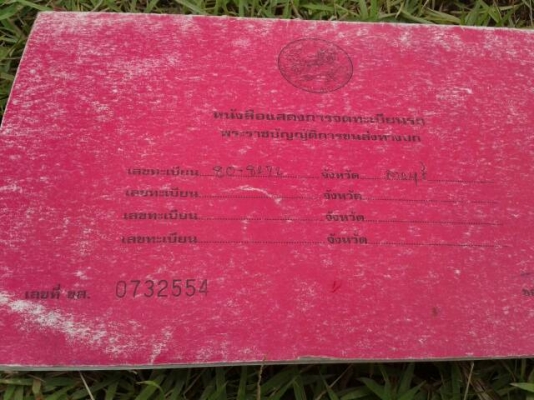 หนังสือแสดงการจดทะเบียนรถ
พระราชบัญญัติการขนส่งทางบก
เลขทะเบียน 80- จังหวัด
เลขทะเบียน จังหวัด
เลขทะเบียน จังหวัด
เลขทะเบียน จังหวัด
เลขที่ ขส. 0732554